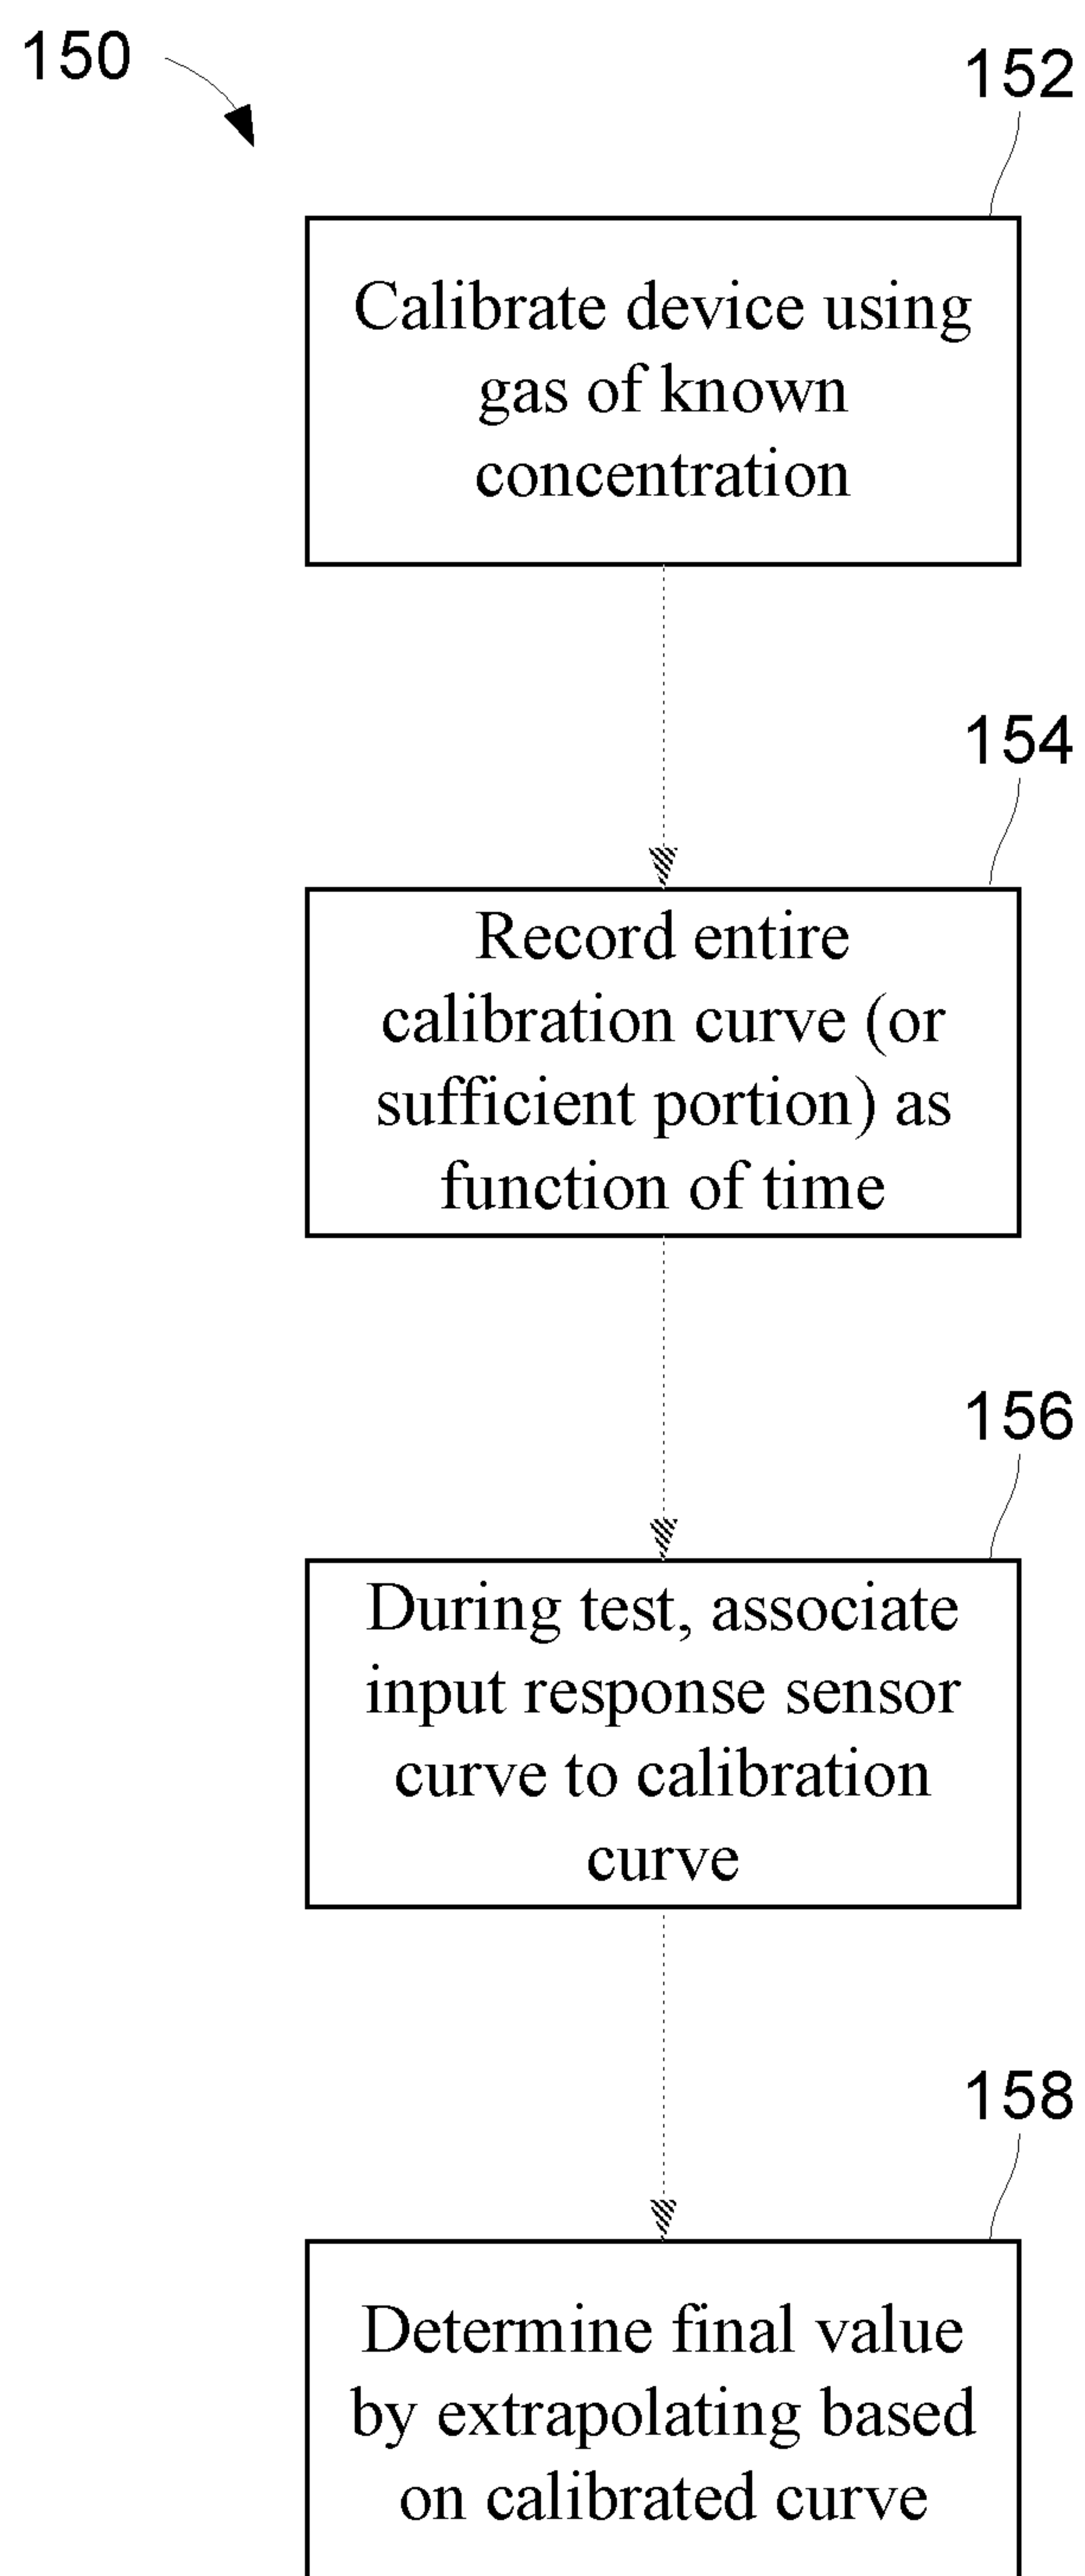 150
152
Calibrate device using
gas of known
concentration
154
Record entire
calibration curve (or
sufficient portion) as
function of time
156
During test, associate
input response sensor
curve to calibration
curve
158
Determine final value
by extrapolating based
on calibrated curve